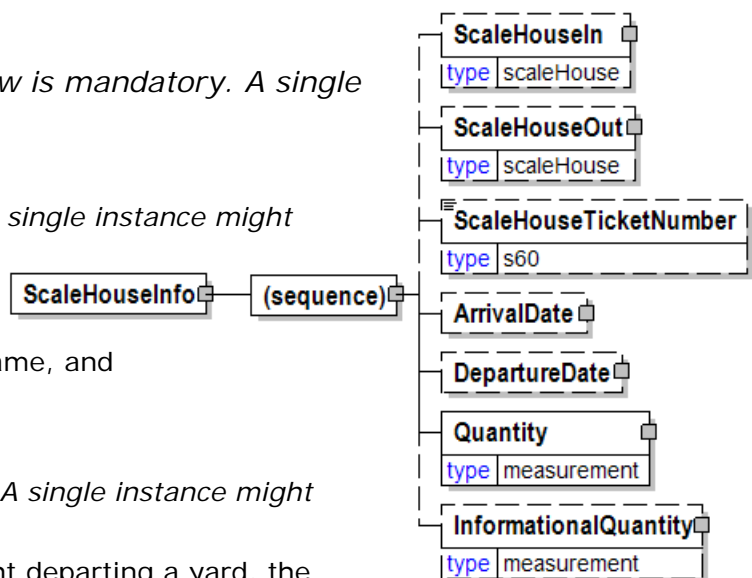 w is mandatory. A single
single instance might
ame, and
A single instance might
nt departing a yard, the
ScaleHouseInfo
(sequence)
ScaleHouseIn
type scaleHouse
ScaleHouseOut
type scaleHouse
ScaleHouseTicketNumber
type s60
ArrivalDate
DepartureDate
Quantity
type measurement
InformationalQuantity
type measurement